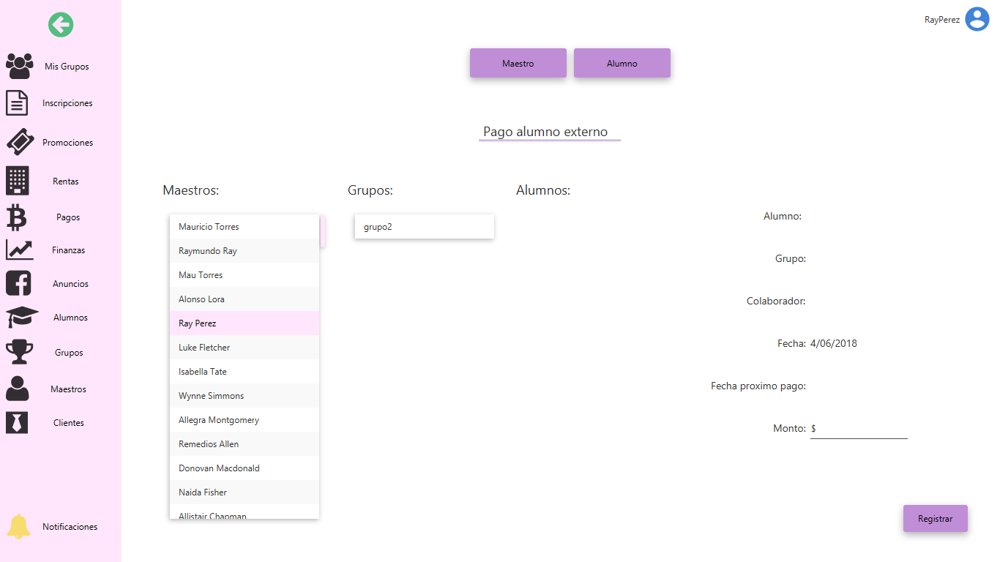 RayPerez
Mis Grupos
Inscripciones
Promociones
Rentas
Pagos
Finanzas
Anuncios
Alumnos
Grupos
Maestros
Clientes
Notificaciones
Maestro
Alumno
Pago alumno externo
Maestros:
Mauricio Torres
Raymundo Ray
Mau Torres
Alonso Lora
Ray Perez
Luke Fletcher
Isabella Tate
Wynne Simmons
Allegra Montgomery
Remedios Allen
Donovan Macdonald
Naida Fisher
Allistair Chapman
Grupos:
grupo2
Alumnos:
Alumno:
Grupo:
Colaborador:
Fecha: 4/06/2018
Fecha proximo pago:
Monto: $
Registrar